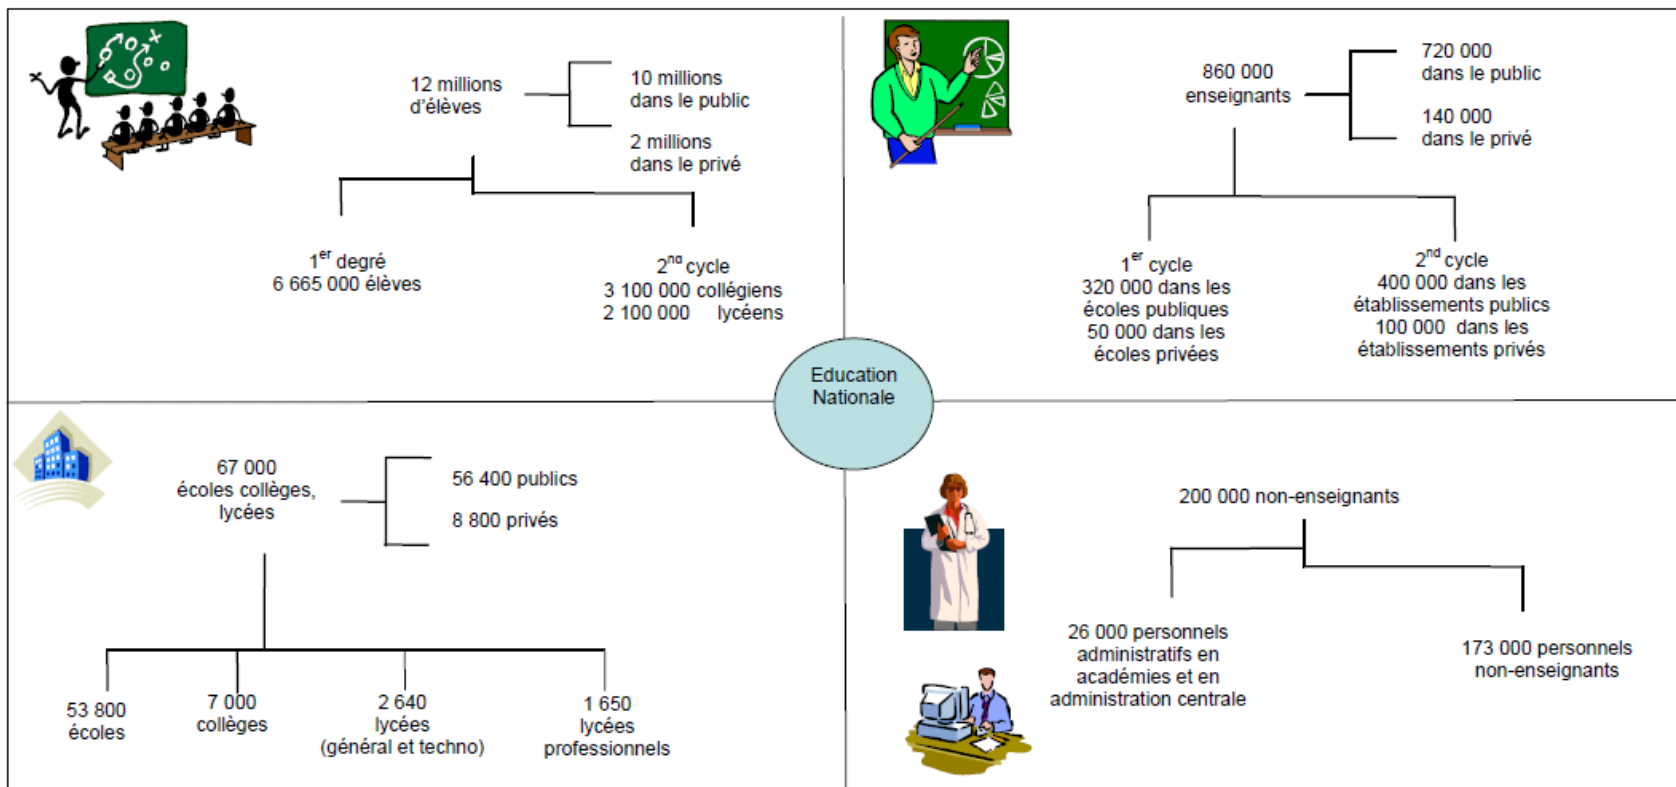 12 millions
d'élèves
10 millions
dans le public
2 millions
dans le privé
1er degré
6 665 000 élèves
2nd cycle
3 100 000 collégiens
2 100 000 lycéens
860 000
enseignants
720 000
dans le public
140 000
dans le privé
1er cycle
320 000 dans les
écoles publiques
50 000 dans les
écoles privées
2nd cycle
400 000 dans les
établissements publics
100 000 dans les
établissements privés
Education
Nationale
67 000
écoles collèges,
lycées
56 400 publics
8 800 privés
53 800
écoles
7 000
collèges
2 640
lycées
(général et techno)
1 650
lycées
professionnels
200 000 non-enseignants
26 000 personnels
administratifs en
académies et en
administration centrale
173 000 personnels
non-enseignants